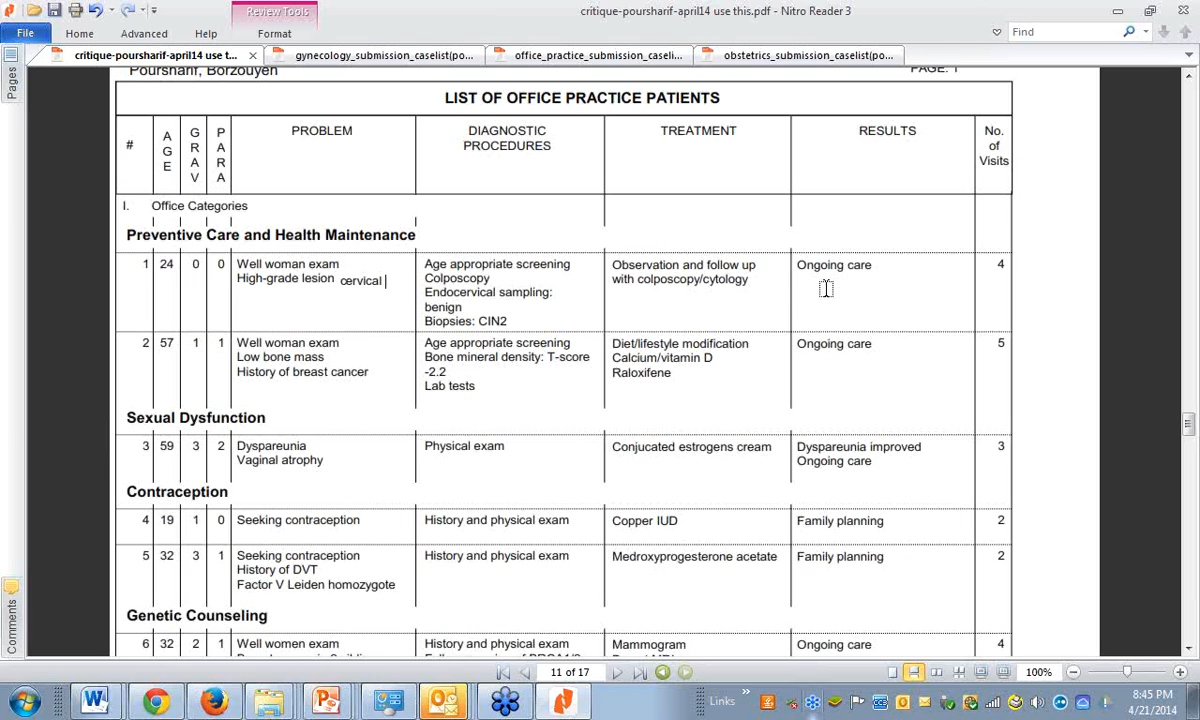 Review Tools
critique-poursharif-april14 use this.pdf - Nitro Reader 3
File Home Advanced Help Format Find
critique-poursharif-april14 use t... gynecology_submission_caselist(po... office_practice_submission_caseli... obstetrics_submission_caselist(po...
Pages
Poursharif, Borzouyeh PAGE: 1
LIST OF OFFICE PRACTICE PATIENTS
# AGE GRAV PARA PROBLEM DIAGNOSTIC PROCEDURES TREATMENT RESULTS No. of Visits
I. Office Categories
Preventive Care and Health Maintenance
1 24 0 0 Well woman exam Age appropriate screening Observation and follow up Ongoing care 4
High-grade lesion cervical Colposcopy with colposcopy/cytology
Endocervical sampling:
benign
Biopsies: CIN2
2 57 1 1 Well woman exam Age appropriate screening Diet/lifestyle modification Ongoing care 5
Low bone mass Bone mineral density: T-score Calcium/vitamin D
History of breast cancer -2.2 Raloxifene
Lab tests
Sexual Dysfunction
3 59 3 2 Dyspareunia Physical exam Conjucated estrogens cream Dyspareunia improved 3
Vaginal atrophy Ongoing care
Contraception
4 19 1 0 Seeking contraception History and physical exam Copper IUD Family planning 2
5 32 3 1 Seeking contraception History and physical exam Medroxyprogesterone acetate Family planning 2
History of DVT
Factor V Leiden homozygote
Genetic Counseling
6 32 2 1 Well women exam History and physical exam Mammogram Ongoing care 4
Comments
11 of 17 100%
Links 8:45 PM
4/21/2014